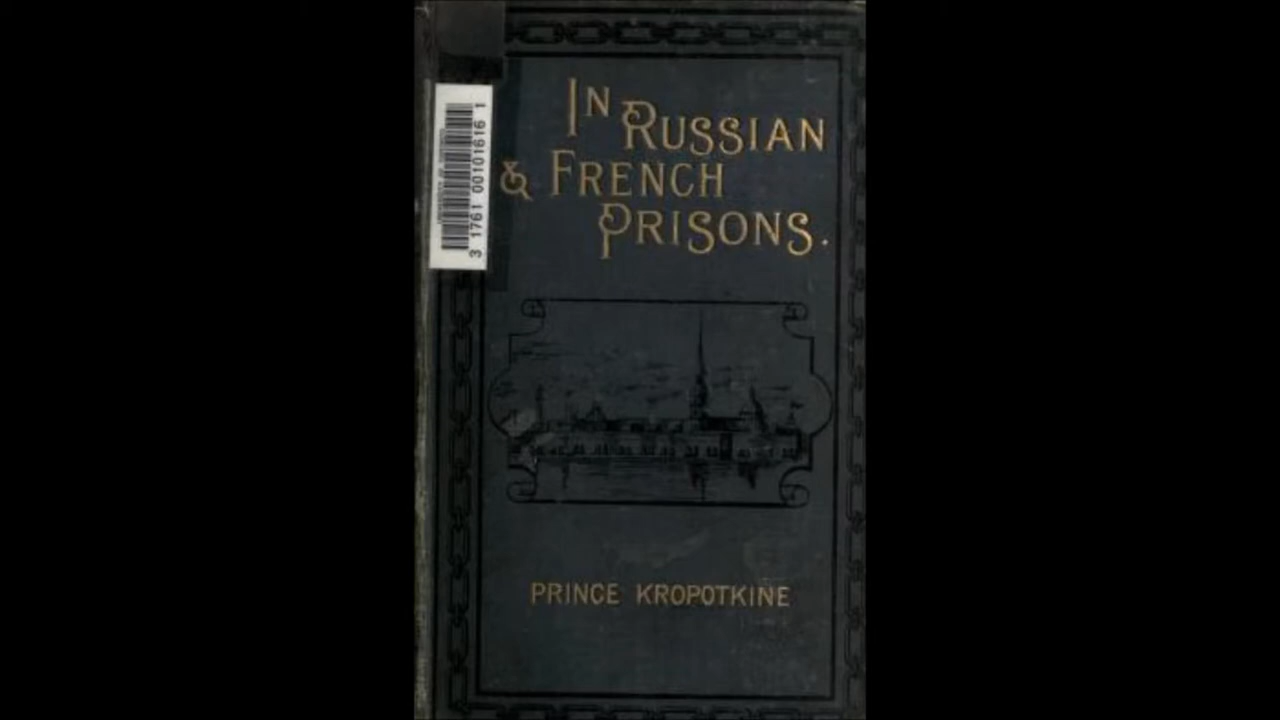 IN
RUSSIAN
& FRENCH
PRISONS.
PRINCE KROPOTKINE
3 1761 00101616 1